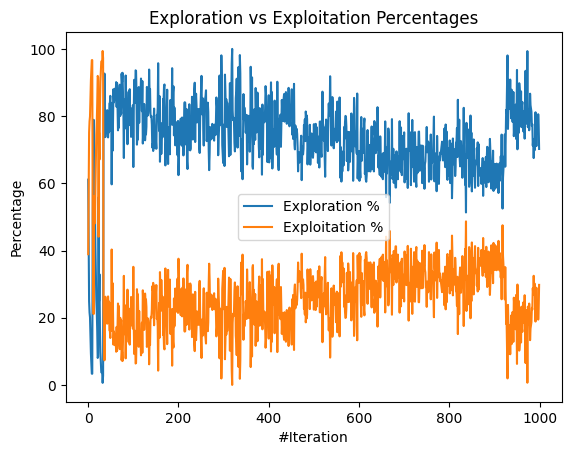 Exploration vs Exploitation Percentages
100
80
60
40
20
0
Percentage
Exploration %
Exploitation %
0 200 400 600 800 1000
#Iteration